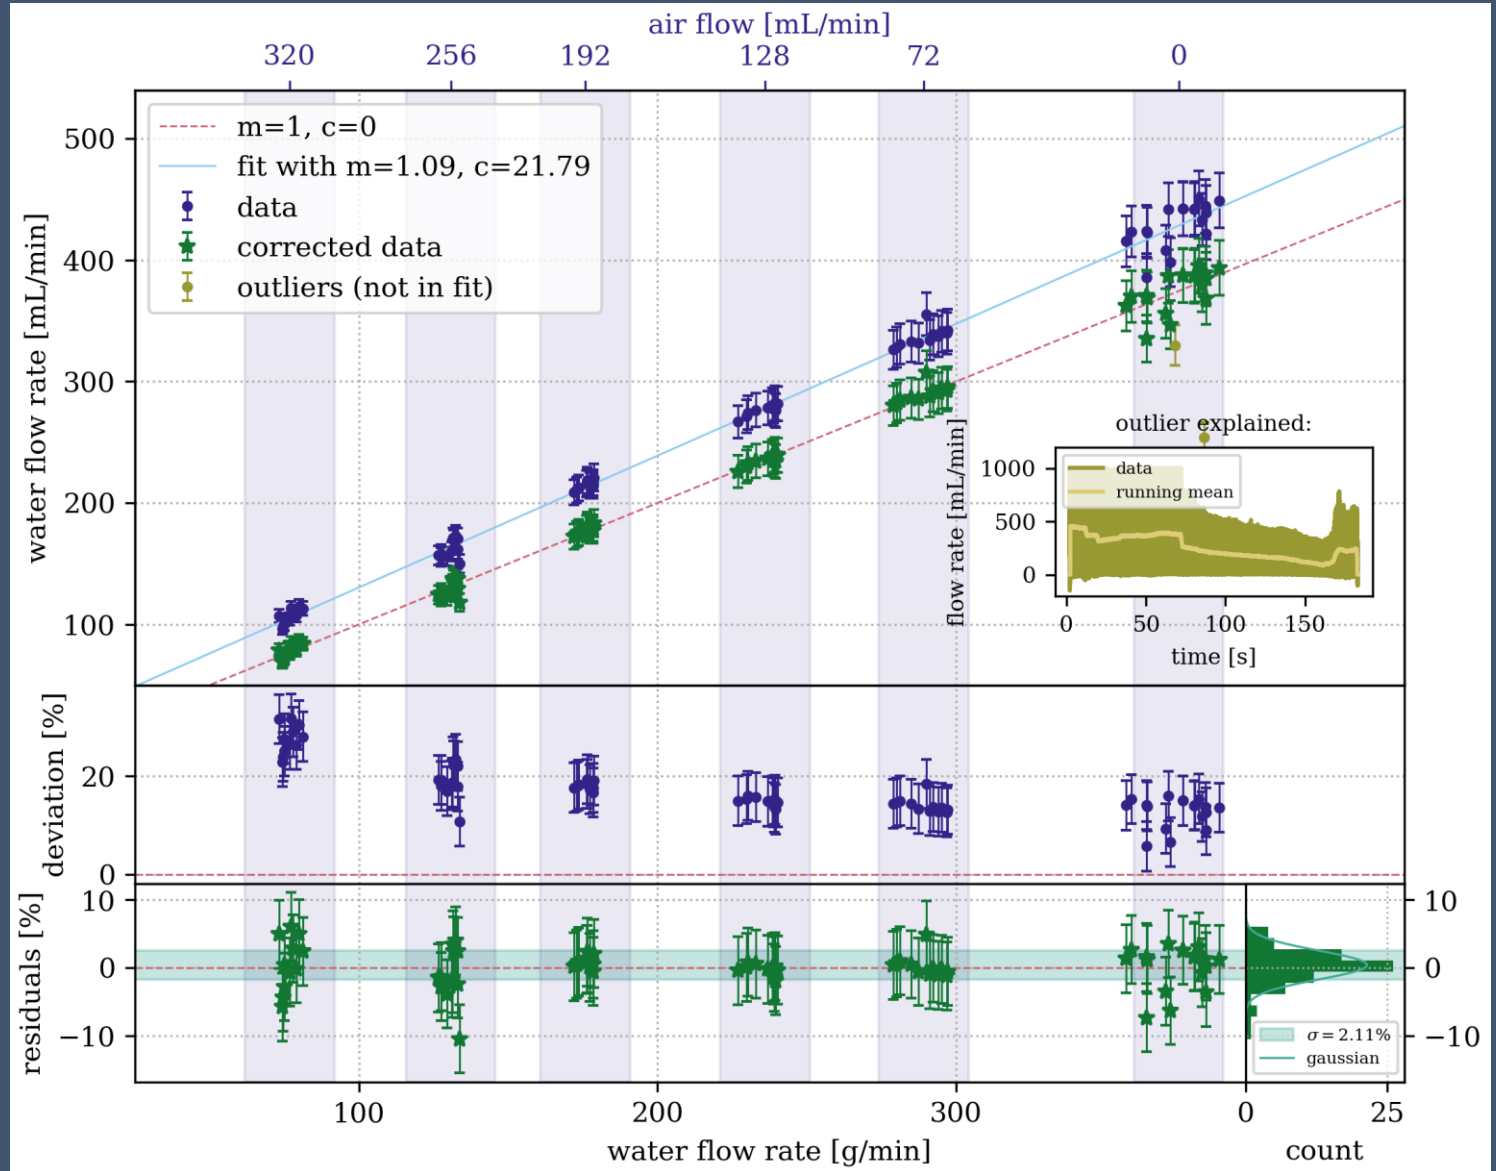 air flow [mL/min]
320 256 192 128 72 0
m=1, c=0
fit with m=1.09, c=21.79
data
corrected data
outliers (not in fit)
water flow rate [mL/min]
500
400
300
200
100
outlier explained:
data
running mean
flow rate [mL/min]
1000
500
0
0 50 100 150
time [s]
deviation [%]
20
0
residuals [%]
10
0
−10
10
0
−10
σ = 2.11%
gaussian
100 200 300
water flow rate [g/min]
0 25
count